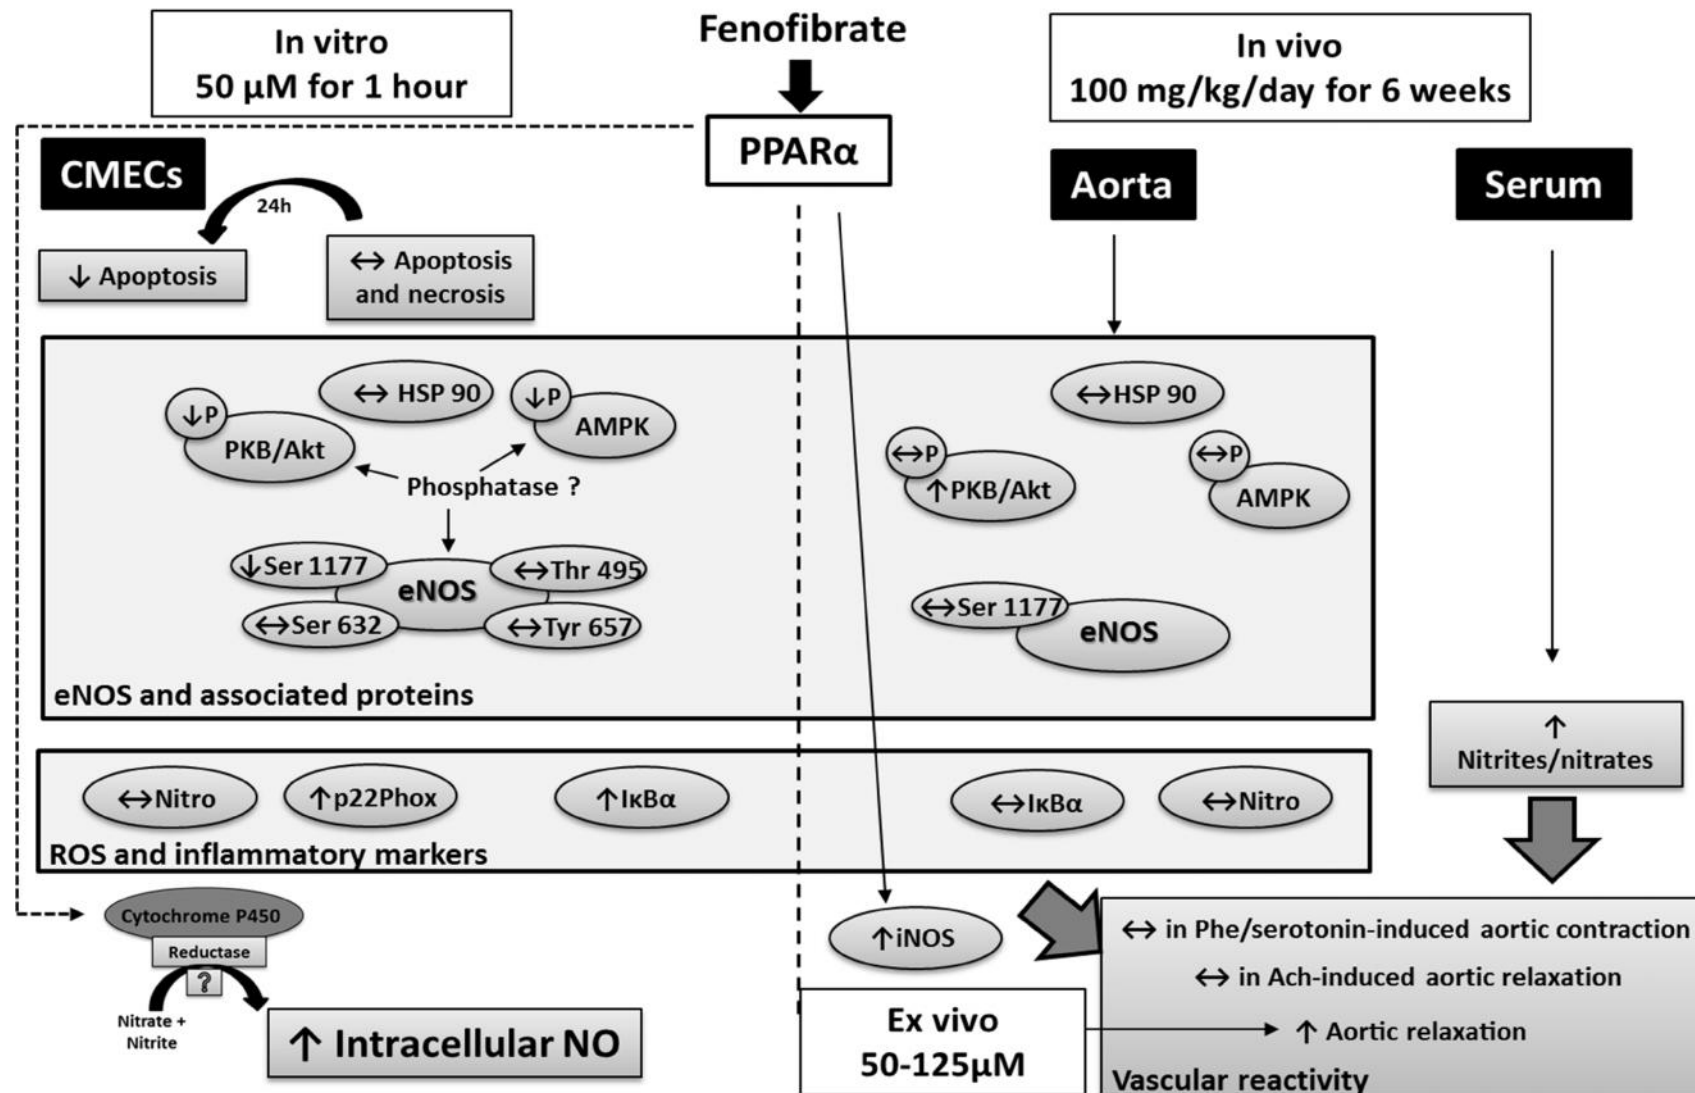 In vitro
50 µM for 1 hour
Fenofibrate
In vivo
100 mg/kg/day for 6 weeks
PPARα
CMECs
Aorta
Serum
24h
↓ Apoptosis
↔ Apoptosis
and necrosis
↔ HSP 90
↓P
PKB/Akt
↓P
AMPK
Phosphatase ?
↓Ser 1177
↔Thr 495
eNOS
↔Ser 632
↔Tyr 657
eNOS and associated proteins
↔HSP 90
↔P
↑PKB/Akt
↔P
AMPK
↔Ser 1177
eNOS
↑
Nitrites/nitrates
↔Nitro
↑p22Phox
↑IκBα
↔IκBα
↔Nitro
ROS and inflammatory markers
Cytochrome P450
Reductase
?
Nitrate +
Nitrite
↑ Intracellular NO
↑iNOS
Ex vivo
50-125µM
↔ in Phe/serotonin-induced aortic contraction
↔ in Ach-induced aortic relaxation
↑ Aortic relaxation
Vascular reactivity